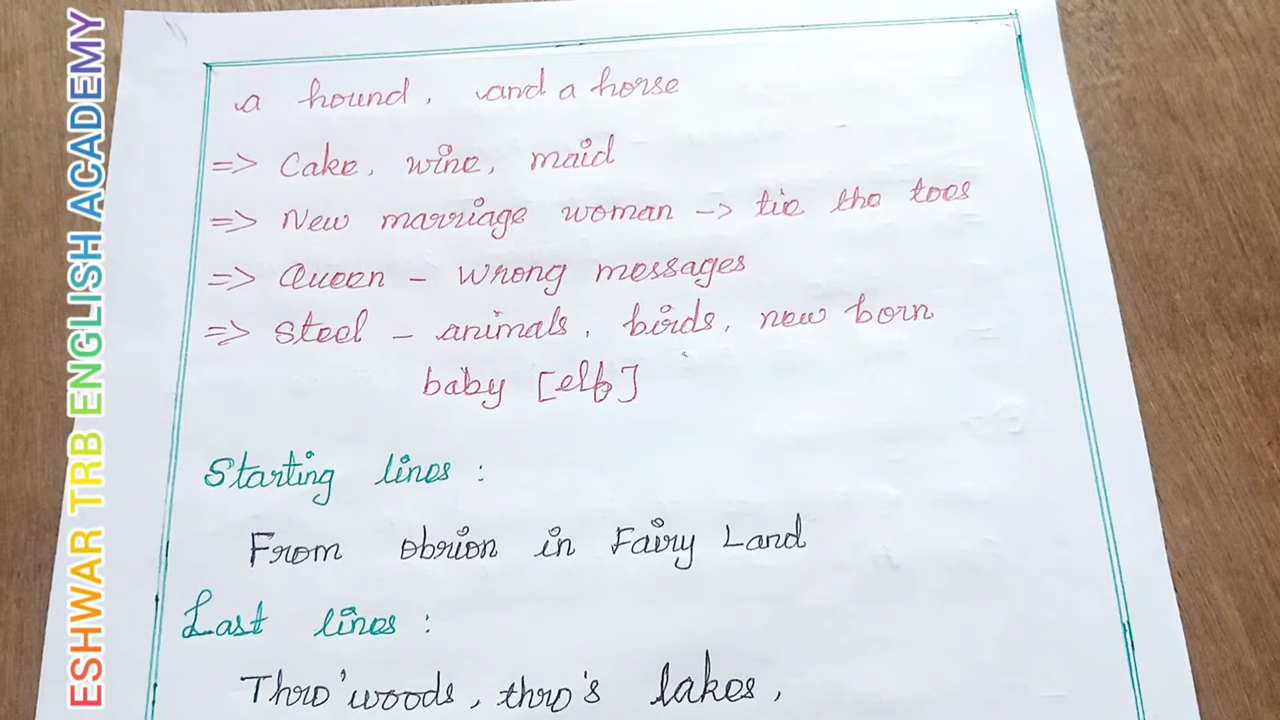 ESHWAR TRB ENGLISH ACADEMY
a hound, and a horse
=> Cake, wine, maid
=> New marriage woman -> tie the toes
=> Queen - wrong messages
=> Steel - animals, birds, new born
baby [elf]
Starting lines :
From Obrion in Fairy Land
Last lines :
Thro' woods, thro's lakes,